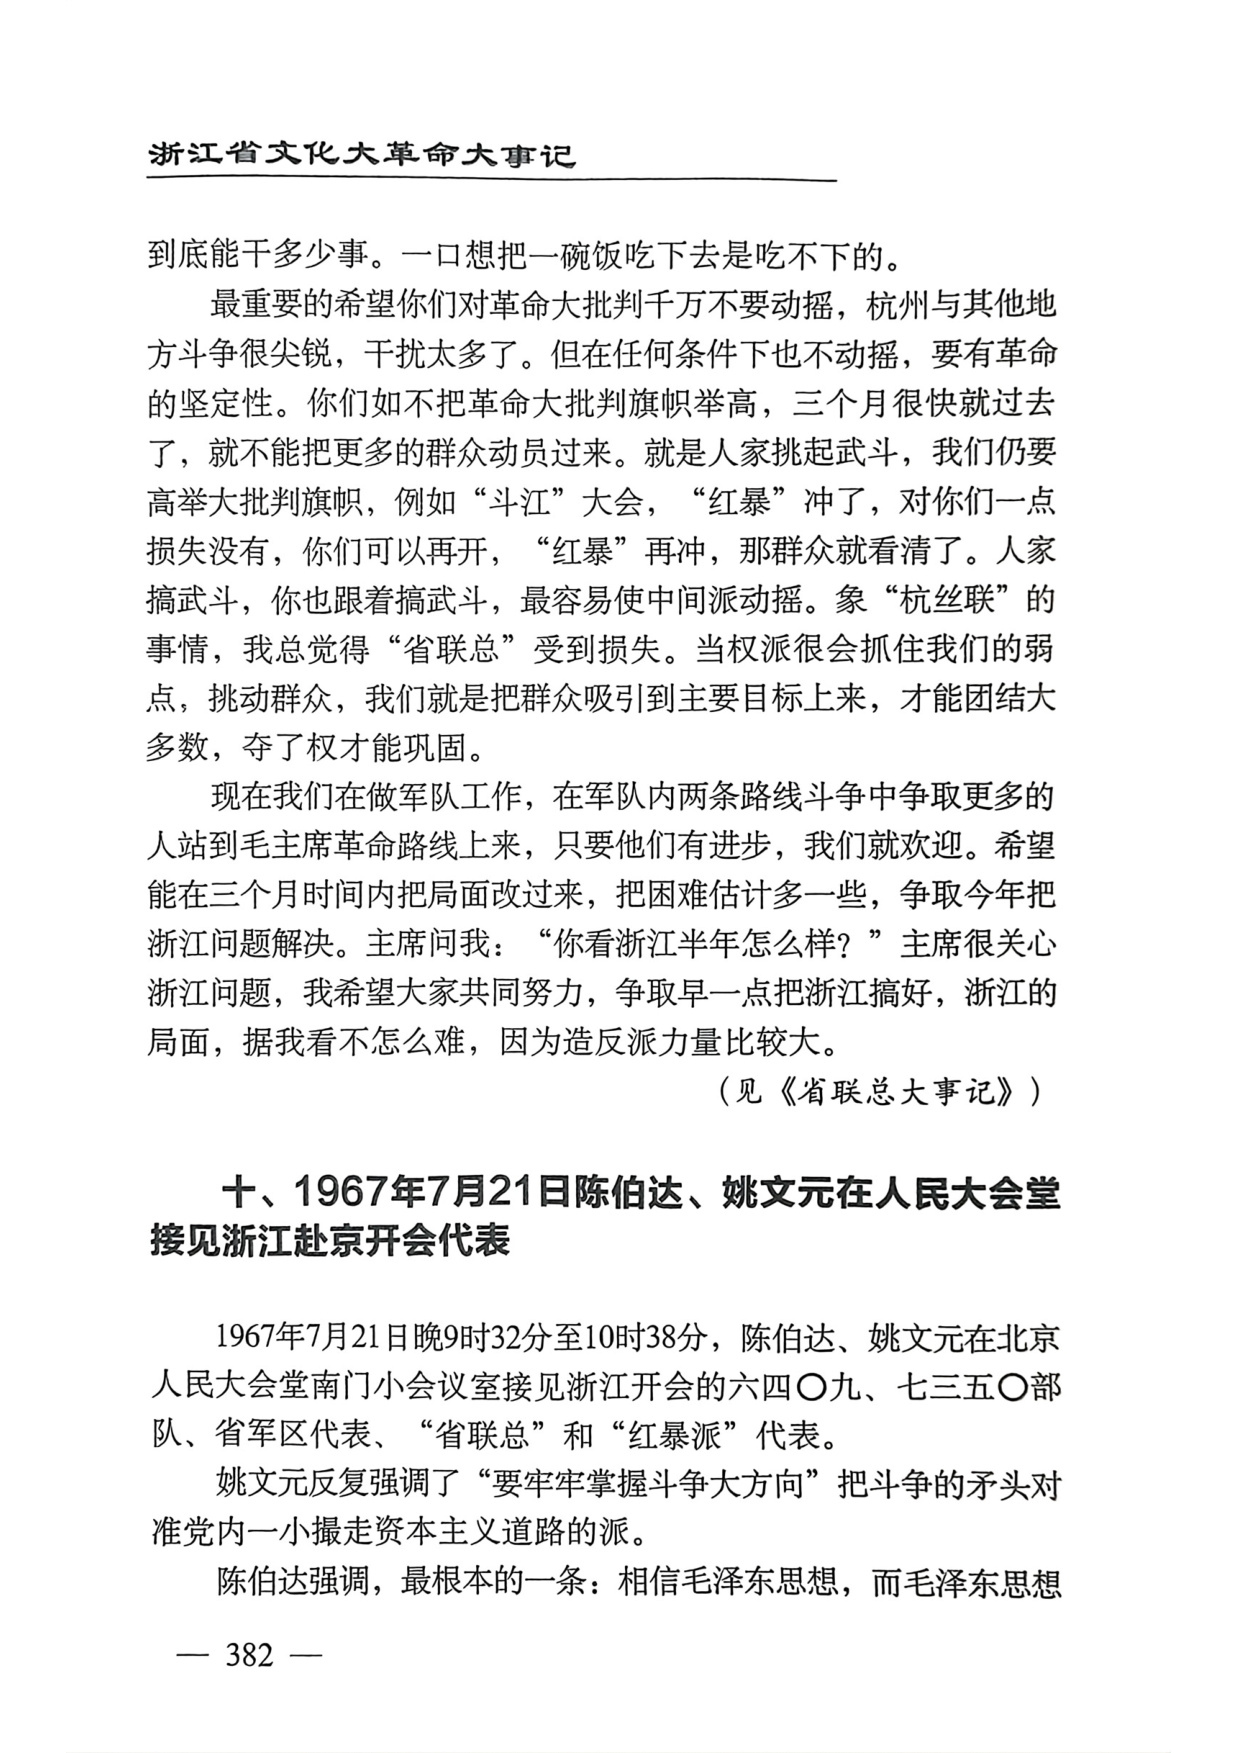 浙江省文化大革命大事记
到底能干多少事。一口想把一碗饭吃下去是吃不下的。
最重要的希望你们对革命大批判千万不要动摇，杭州与其他地
方斗争很尖锐，干扰太多了。但在任何条件下也不动摇，要有革命
的坚定性。你们如不把革命大批判旗帜举高，三个月很快就过去
了，就不能把更多的群众动员过来。就是人家挑起武斗，我们仍要
高举大批判旗帜，例如“斗江”大会，“红暴”冲了，对你们一点
损失没有，你们可以再开，“红暴”再冲，那群众就看清了。人家
搞武斗，你也跟着搞武斗，最容易使中间派动摇。象“杭丝联”的
事情，我总觉得“省联总”受到损失。当权派很会抓住我们的弱
点，挑动群众，我们就是把群众吸引到主要目标上来，才能团结大
多数，夺了权才能巩固。
现在我们在做军队工作，在军队内两条路线斗争中争取更多的
人站到毛主席革命路线上来，只要他们有进步，我们就欢迎。希望
能在三个月时间内把局面改过来，把困难估计多一些，争取今年把
浙江问题解决。主席问我：“你看浙江半年怎么样？”主席很关心
浙江问题，我希望大家共同努力，争取早一点把浙江搞好，浙江的
局面，据我看不怎么难，因为造反派力量比较大。
（见《省联总大事记》）
十、1967年7月21日陈伯达、姚文元在人民大会堂
接见浙江赴京开会代表
1967年7月21日晚9时32分至10时38分，陈伯达、姚文元在北京
人民大会堂南门小会议室接见浙江开会的六四〇九、七三五〇部
队、省军区代表、“省联总”和“红暴派”代表。
姚文元反复强调了“要牢牢掌握斗争大方向”把斗争的矛头对
准党内一小撮走资本主义道路的派。
陈伯达强调，最根本的一条：相信毛泽东思想，而毛泽东思想
— 382 —